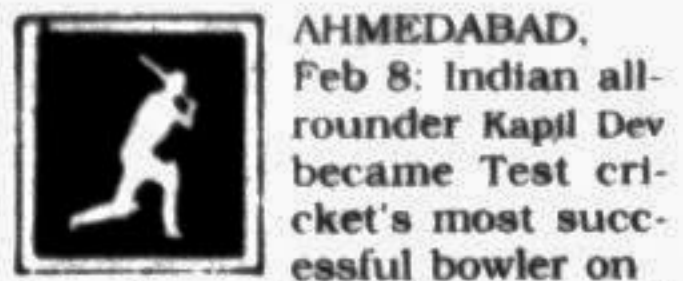 AHMEDABAD,
Feb 8: Indian all-
rounder Kapil Dev
became Test cri-
cket's most succ-
essful bowler on